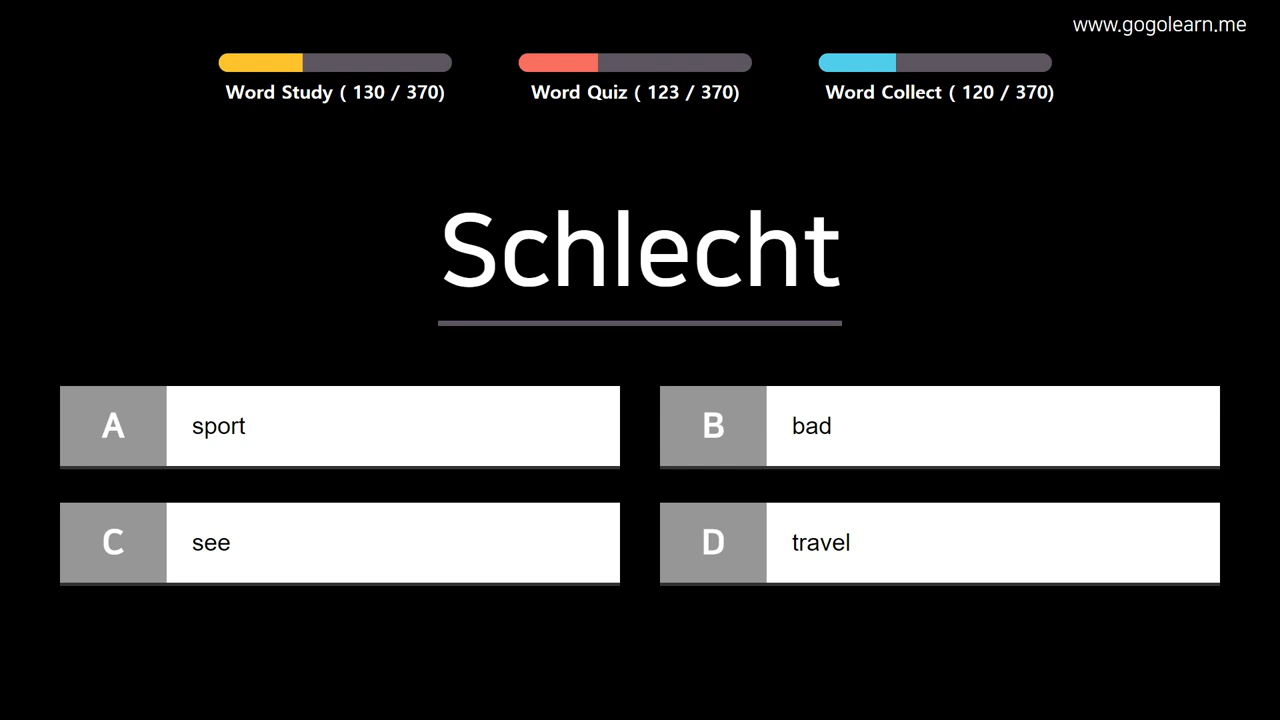 www.gogolearn.me
Word Study ( 130 / 370)
Word Quiz ( 123 / 370)
Word Collect ( 120 / 370)
Schlecht
A sport
B bad
C see
D travel